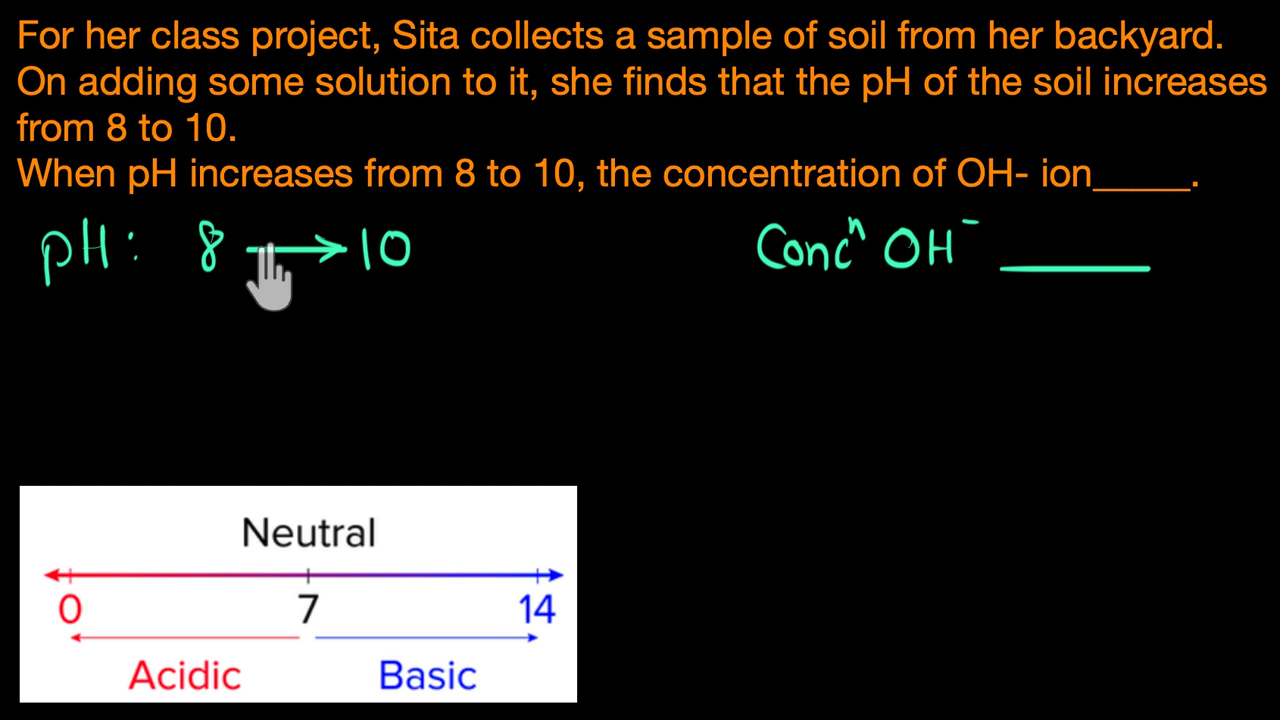 For her class project, Sita collects a sample of soil from her backyard.
On adding some solution to it, she finds that the pH of the soil increases
from 8 to 10.
When pH increases from 8 to 10, the concentration of OH- ion_____.
pH: 8 → 10 Concⁿ OH⁻ _____
Neutral
0 7 14
Acidic Basic